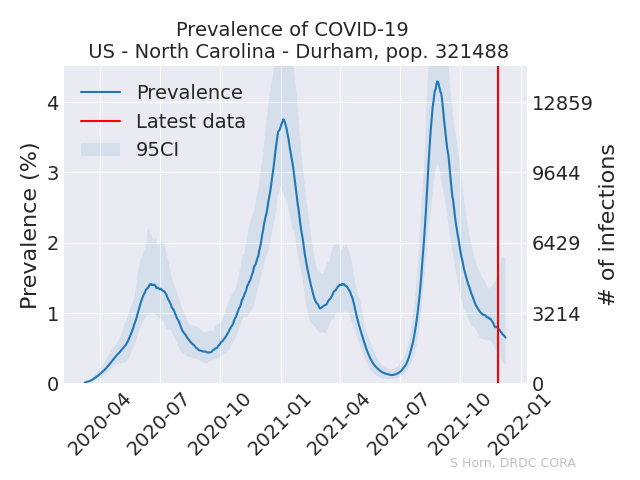 Prevalence of COVID-19
US - North Carolina - Durham, pop. 321488
Prevalence
Latest data
95CI
Prevalence (%)
4
3
2
1
0
12859
9644
6429
3214
0
# of infections
2020-04
2020-07
2020-10
2021-01
2021-04
2021-07
2021-10
2022-01
S Horn, DRDC CORA